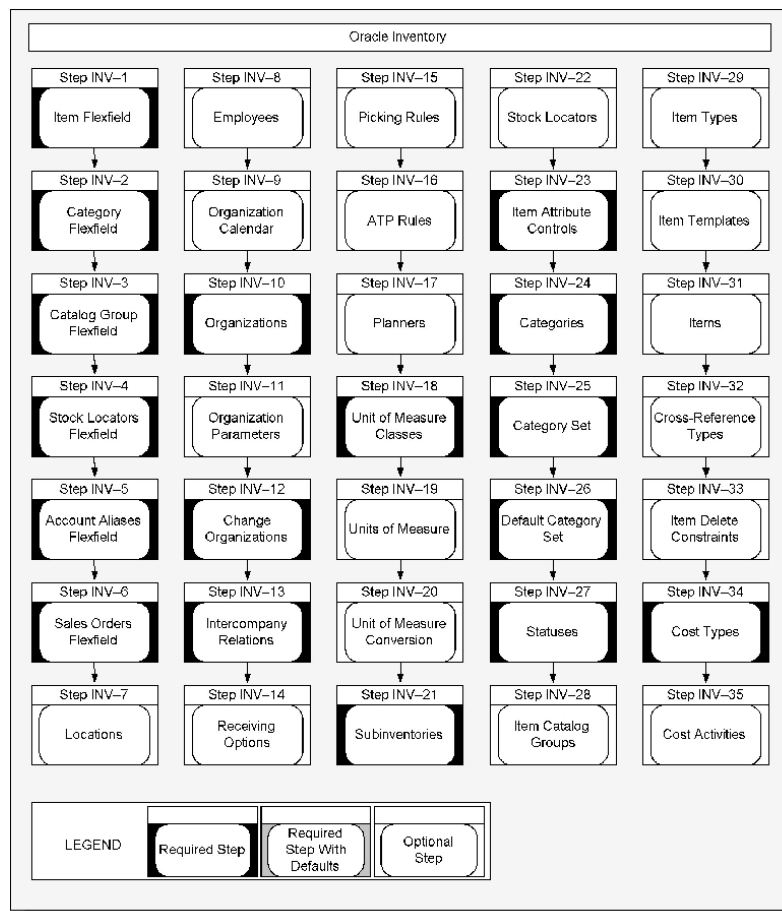 Oracle Inventory
Step INV–1
Item Flexfield
Step INV–2
Category
Flexfield
Step INV–3
Catalog Group
Flexfield
Step INV–4
Stock Locators
Flexfield
Step INV–5
Account Aliases
Flexfield
Step INV–6
Sales Orders
Flexfield
Step INV–7
Locations
Step INV–8
Employees
Step INV–9
Organization
Calendar
Step INV–10
Organizations
Step INV–11
Organization
Parameters
Step INV–12
Change
Organizations
Step INV–13
Intercompany
Relations
Step INV–14
Receiving
Options
Step INV–15
Picking Rules
Step INV–16
ATP Rules
Step INV–17
Planners
Step INV–18
Unit of Measure
Classes
Step INV–19
Units of Measure
Step INV–20
Unit of Measure
Conversion
Step INV–21
Subinventories
Step INV–22
Stock Locators
Step INV–23
Item Attribute
Controls
Step INV–24
Categories
Step INV–25
Category Set
Step INV–26
Default Category
Set
Step INV–27
Statuses
Step INV–28
Item Catalog
Groups
Step INV–29
Item Types
Step INV–30
Item Templates
Step INV–31
Items
Step INV–32
Cross-Reference
Types
Step INV–33
Item Delete
Constraints
Step INV–34
Cost Types
Step INV–35
Cost Activities
LEGEND
Required Step
Required
Step With
Defaults
Optional
Step